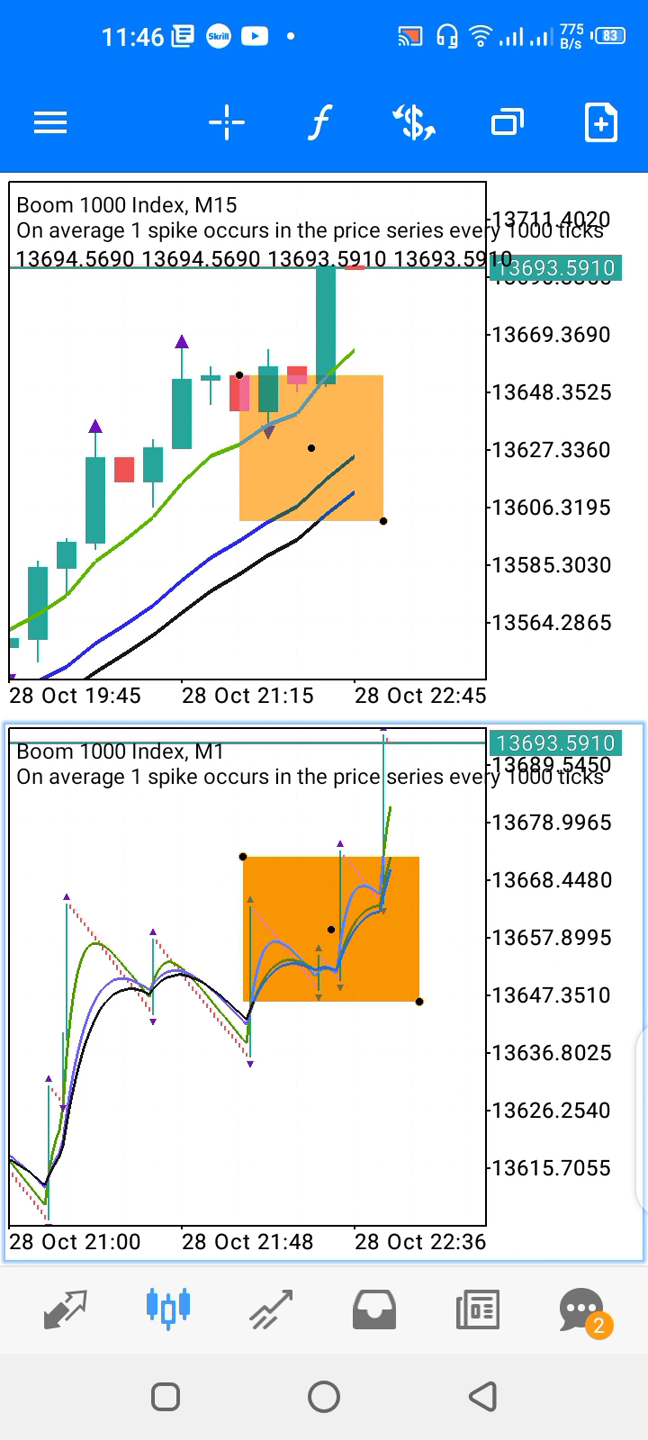 11:46 Skrill 775 B/s 83
Boom 1000 Index, M15
On average 1 spike occurs in the price series every 1000 ticks
13694.5690 13694.5690 13693.5910 13693.5910
13711.4020
13693.5910
13669.3690
13648.3525
13627.3360
13606.3195
13585.3030
13564.2865
28 Oct 19:45 28 Oct 21:15 28 Oct 22:45
13693.5910
Boom 1000 Index, M1
13689.5450
On average 1 spike occurs in the price series every 1000 ticks
13678.9965
13668.4480
13657.8995
13647.3510
13636.8025
13626.2540
13615.7055
28 Oct 21:00 28 Oct 21:48 28 Oct 22:36
2